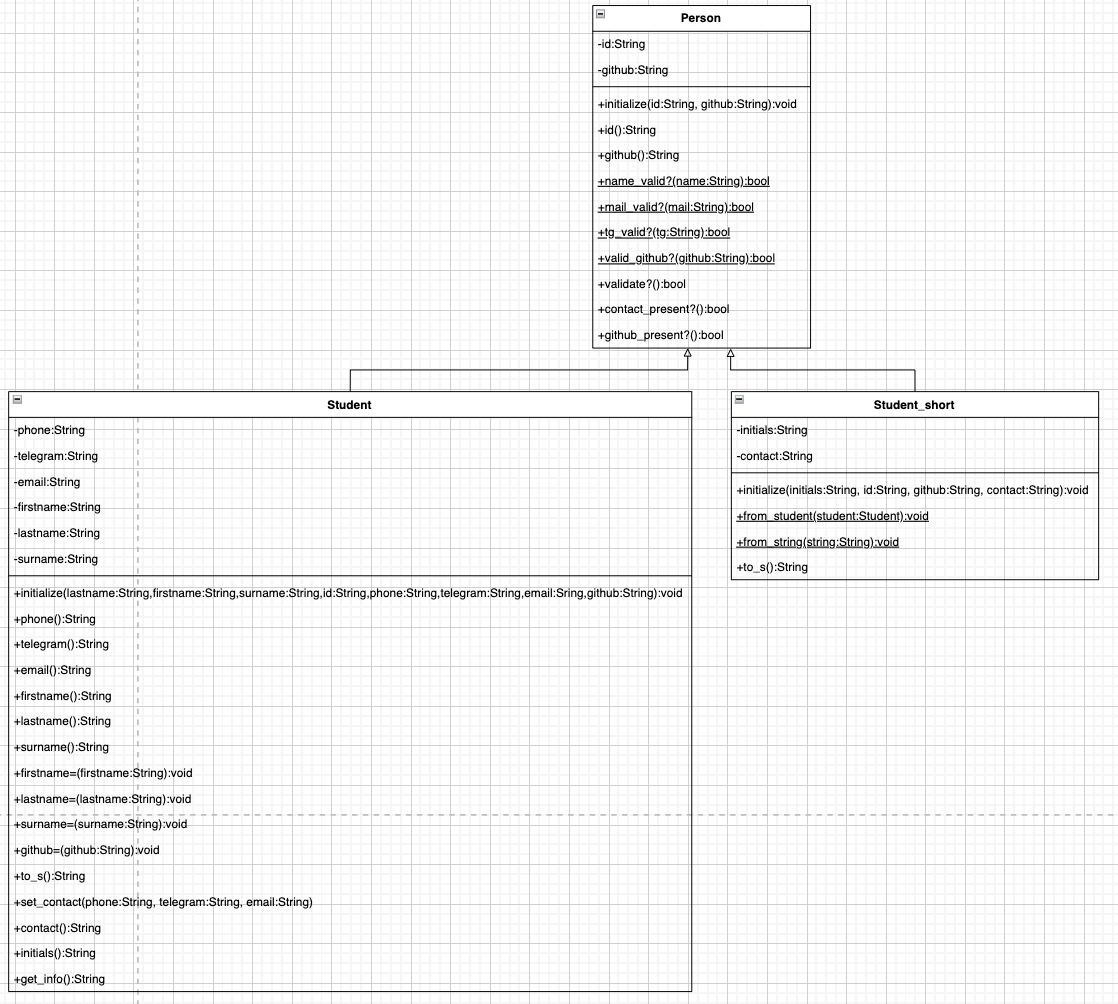 Person
-id:String
-github:String
+initialize(id:String, github:String):void
+id():String
+github():String
+name_valid?(name:String):bool
+mail_valid?(mail:String):bool
+tg_valid?(tg:String):bool
+valid_github?(github:String):bool
+validate?():bool
+contact_present?():bool
+github_present?():bool
Student
-phone:String
-telegram:String
-email:String
-firstname:String
-lastname:String
-surname:String
+initialize(lastname:String,firstname:String,surname:String,id:String,phone:String,telegram:String,email:Sring,github:String):void
+phone():String
+telegram():String
+email():String
+firstname():String
+lastname():String
+surname():String
+firstname=(firstname:String):void
+lastname=(lastname:String):void
+surname=(surname:String):void
+github=(github:String):void
+to_s():String
+set_contact(phone:String, telegram:String, email:String)
+contact():String
+initials():String
+get_info():String
Student_short
-initials:String
-contact:String
+initialize(initials:String, id:String, github:String, contact:String):void
+from_student(student:Student):void
+from_string(string:String):void
+to_s():String